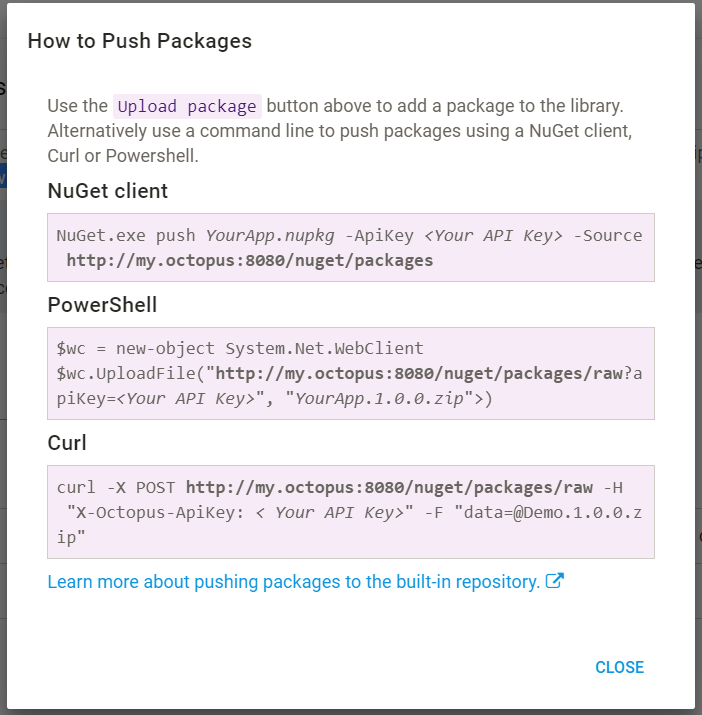 How to Push Packages
Use the Upload package button above to add a package to the library.
Alternatively use a command line to push packages using a NuGet client,
Curl or Powershell.
NuGet client
NuGet.exe push YourApp.nupkg -ApiKey <Your API Key> -Source
http://my.octopus:8080/nuget/packages
PowerShell
$wc = new-object System.Net.WebClient
$wc.UploadFile("http://my.octopus:8080/nuget/packages/raw?a
piKey=<Your API Key>", "YourApp.1.0.0.zip">)
Curl
curl -X POST http://my.octopus:8080/nuget/packages/raw -H
"X-Octopus-ApiKey: < Your API Key>" -F "data=@Demo.1.0.0.z
ip"
Learn more about pushing packages to the built-in repository.
CLOSE